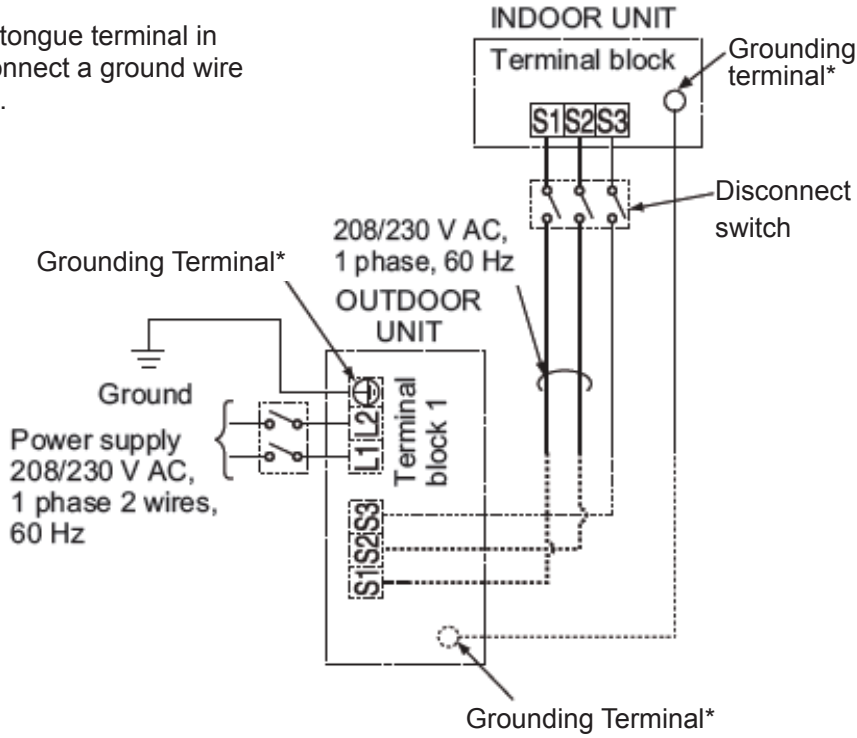 tongue terminal in
onnect a ground wire
.
INDOOR UNIT
Terminal block
Grounding
terminal*
S1 S2 S3
Disconnect
switch
208/230 V AC,
1 phase, 60 Hz
Grounding Terminal*
OUTDOOR
UNIT
Ground
Power supply
208/230 V AC,
1 phase 2 wires,
60 Hz
L1 L2
Terminal
block 1
S1 S2 S3
Grounding Terminal*